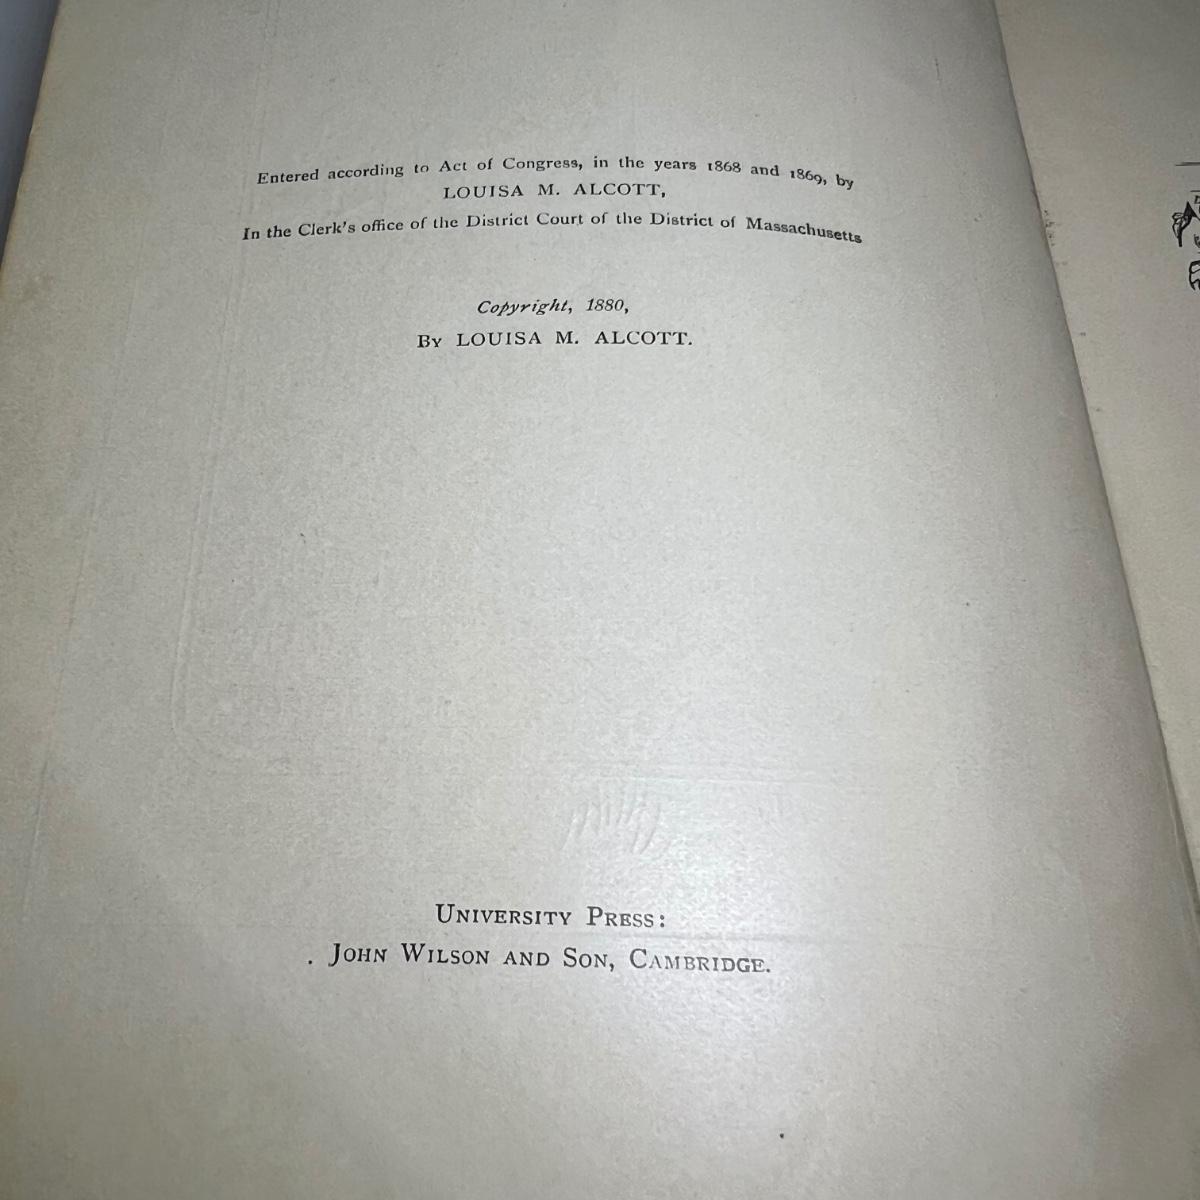 Entered according to Act of Congress, in the years 1868 and 1869, by
LOUISA M. ALCOTT,
In the Clerk's office of the District Court of the District of Massachusetts
Copyright, 1880,
By LOUISA M. ALCOTT.
University Press:
John Wilson and Son, Cambridge.